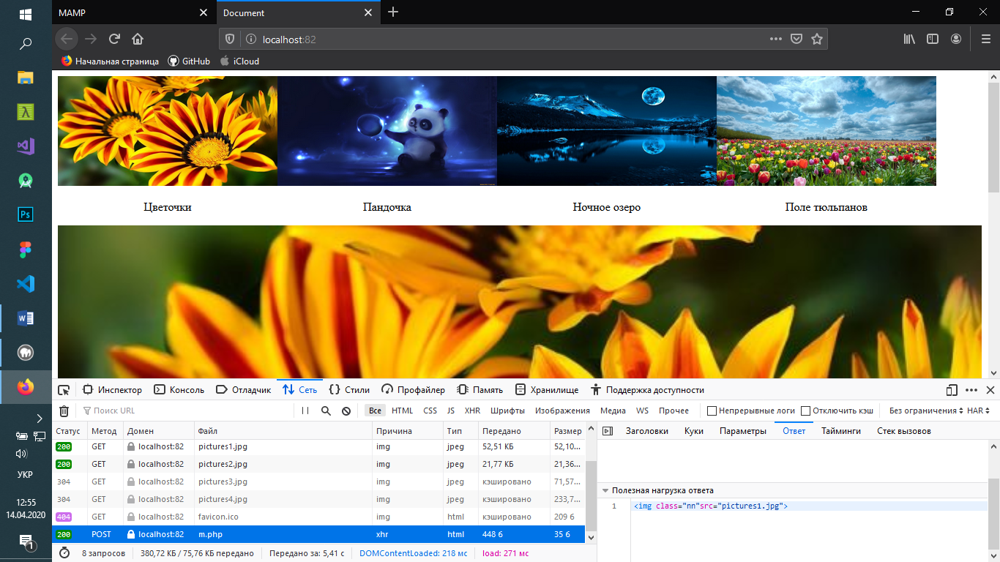 MAMP
Document
localhost:82
Начальная страница
GitHub
iCloud
Цветочки
Пандочка
Ночное озеро
Поле тюльпанов
Инспектор
Консоль
Отладчик
Сеть
Стили
Профайлер
Память
Хранилище
Поддержка доступности
Поиск URL
Все
HTML
CSS
JS
XHR
Шрифты
Изображения
Медиа
WS
Прочее
Непрерывные логи
Отключить кэш
Без ограничения
HAR
Статус Метод Домен Файл Причина Тип Передано Размер
200 GET localhost:82 pictures1.jpg img jpeg 52,51 КБ 52,10…
200 GET localhost:82 pictures2.jpg img jpeg 21,77 КБ 21,36…
304 GET localhost:82 pictures3.jpg img jpeg кэшировано 71,57…
304 GET localhost:82 pictures4.jpg img jpeg кэшировано 233,7…
404 GET localhost:82 favicon.ico img html кэшировано 209 б
200 POST localhost:82 m.php xhr html 448 б 35 б
8 запросов
380,72 КБ / 75,76 КБ передано
Передано за: 5,41 с
DOMContentLoaded: 218 мс
load: 271 мс
Заголовки
Куки
Параметры
Ответ
Тайминги
Стек вызовов
Полезная нагрузка ответа
1 <img class="nn"src="pictures1.jpg">
Ps
УКР
12:55
14.04.2020
1